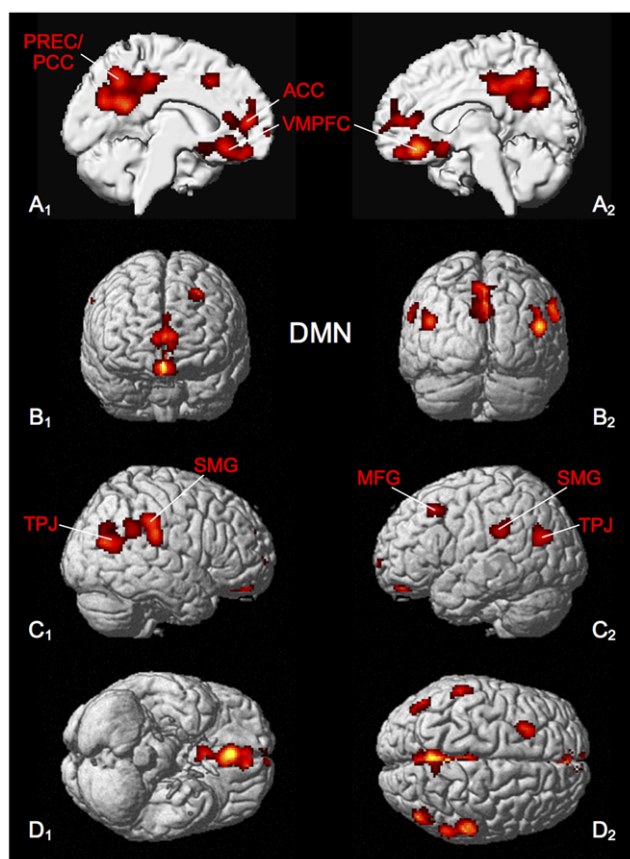 PREC/
PCC
ACC
VMPFC
A1
A2
DMN
B1
B2
SMG
TPJ
MFG
SMG
TPJ
C1
C2
D1
D2